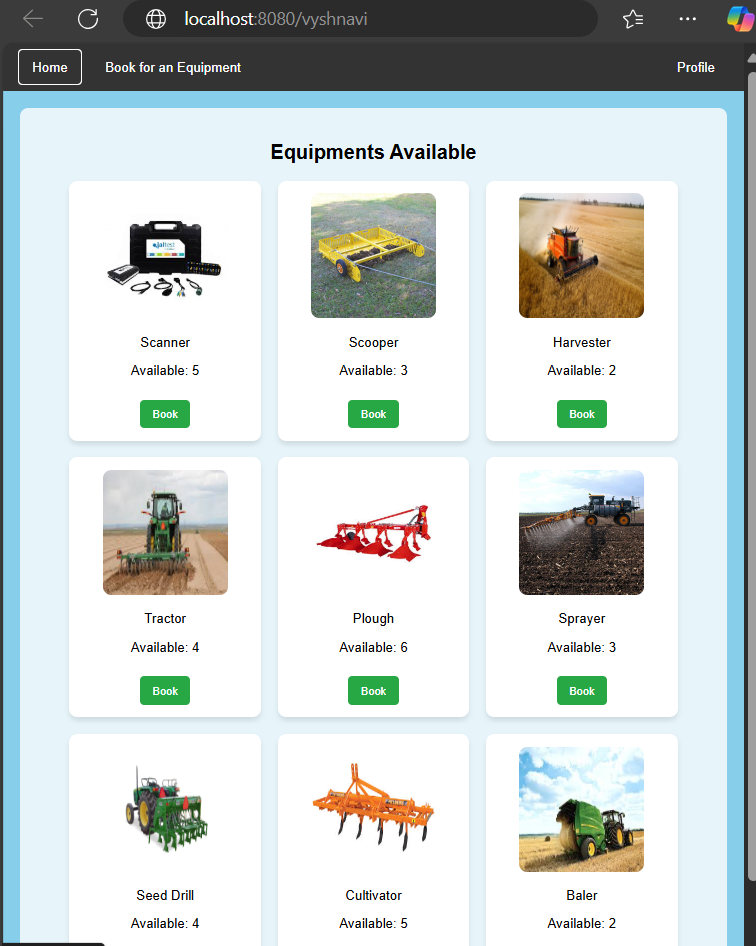 localhost:8080/vyshnavi
Home Book for an Equipment Profile
Equipments Available
jaltest
Scanner Scooper Harvester
Available: 5 Available: 3 Available: 2
Book Book Book
Tractor Plough Sprayer
Available: 4 Available: 6 Available: 3
Book Book Book
Seed Drill Cultivator Baler
Available: 4 Available: 5 Available: 2